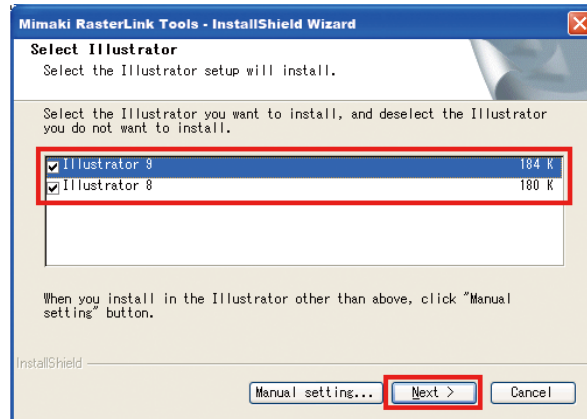 Mimaki RasterLink Tools - InstallShield Wizard
Select Illustrator
Select the Illustrator setup will install.
Select the Illustrator you want to install, and deselect the Illustrator
you do not want to install.
Illustrator 9 184 K
Illustrator 8 180 K
When you install in the Illustrator other than above, click "Manual
setting" button.
InstallShield
Manual setting... Next > Cancel